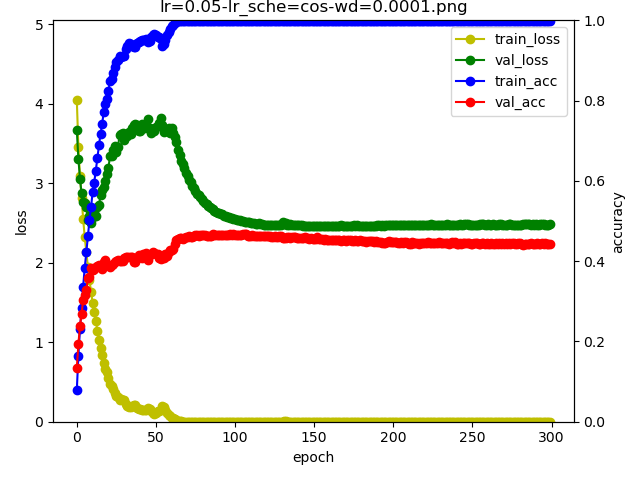 lr=0.05-lr_sche=cos-wd=0.0001.png
train_loss
val_loss
train_acc
val_acc
loss
accuracy
epoch
5
4
3
2
1
0
1.0
0.8
0.6
0.4
0.2
0.0
0 50 100 150 200 250 300